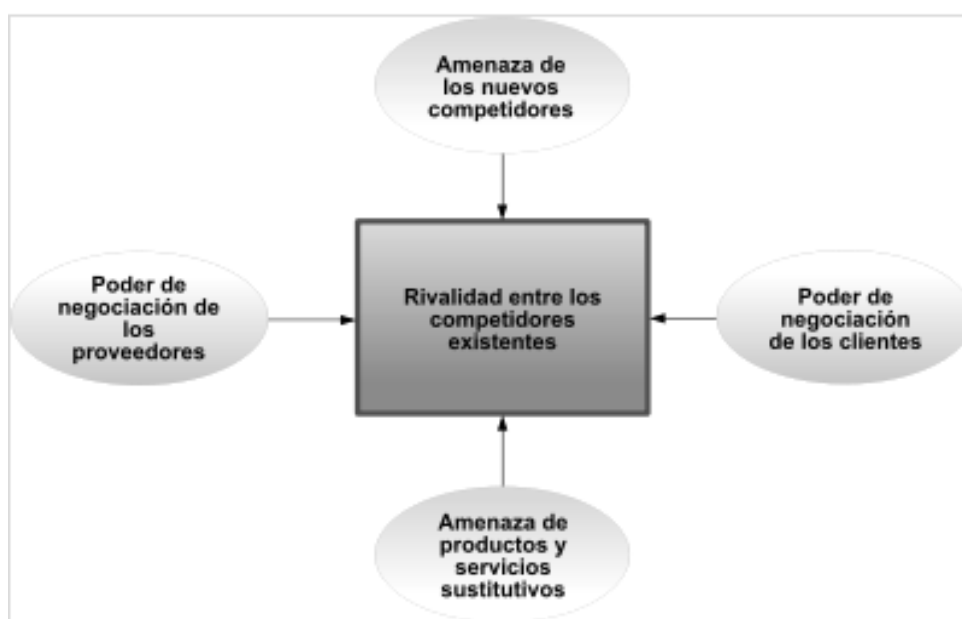 Amenaza de
los nuevos
competidores
Poder de
negociación de
los
proveedores
Rivalidad entre los
competidores
existentes
Poder de
negociación
de los clientes
Amenaza de
productos y
servicios
sustitutivos